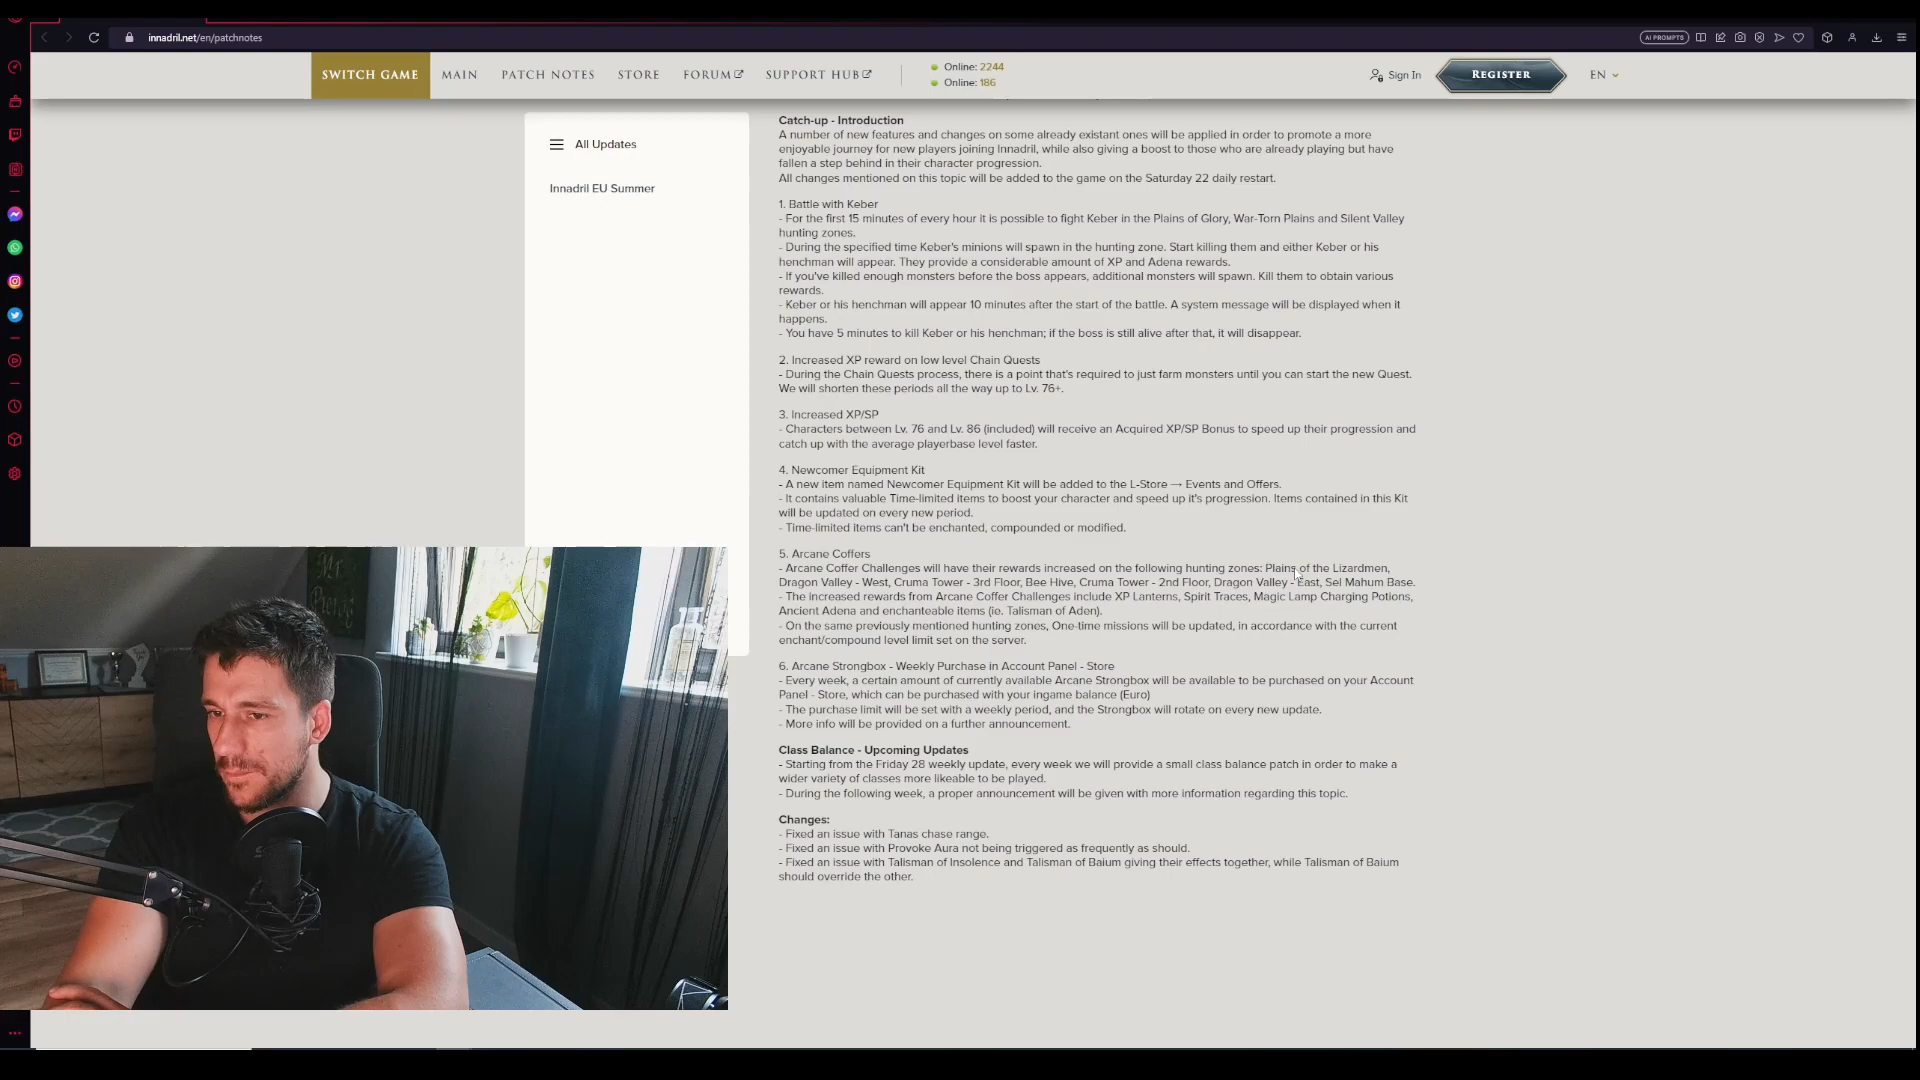 innadril.net/en/patchnotes
AI PROMPTS
SWITCH GAME
MAIN
PATCH NOTES
STORE
FORUM
SUPPORT HUB
Online: 2244
Online: 186
Sign In
REGISTER
EN
All Updates
Innadril EU Summer
Catch-up - Introduction
A number of new features and changes on some already existant ones will be applied in order to promote a more
enjoyable journey for new players joining Innadril, while also giving a boost to those who are already playing but have
fallen a step behind in their character progression.
All changes mentioned on this topic will be added to the game on the Saturday 22 daily restart.
1. Battle with Keber
- For the first 15 minutes of every hour it is possible to fight Keber in the Plains of Glory, War-Torn Plains and Silent Valley
hunting zones.
- During the specified time Keber's minions will spawn in the hunting zone. Start killing them and either Keber or his
henchman will appear. They provide a considerable amount of XP and Adena rewards.
- If you've killed enough monsters before the boss appears, additional monsters will spawn. Kill them to obtain various
rewards.
- Keber or his henchman will appear 10 minutes after the start of the battle. A system message will be displayed when it
happens.
- You have 5 minutes to kill Keber or his henchman; if the boss is still alive after that, it will disappear.
2. Increased XP reward on low level Chain Quests
- During the Chain Quests process, there is a point that's required to just farm monsters until you can start the new Quest.
We will shorten these periods all the way up to Lv. 76+.
3. Increased XP/SP
- Characters between Lv. 76 and Lv. 86 (included) will receive an Acquired XP/SP Bonus to speed up their progression and
catch up with the average playerbase level faster.
4. Newcomer Equipment Kit
- A new item named Newcomer Equipment Kit will be added to the L-Store → Events and Offers.
- It contains valuable Time-limited items to boost your character and speed up it's progression. Items contained in this Kit
will be updated on every new period.
- Time-limited items can't be enchanted, compounded or modified.
5. Arcane Coffers
- Arcane Coffer Challenges will have their rewards increased on the following hunting zones: Plains of the Lizardmen,
Dragon Valley - West, Cruma Tower - 3rd Floor, Bee Hive, Cruma Tower - 2nd Floor, Dragon Valley - East, Sel Mahum Base.
- The increased rewards from Arcane Coffer Challenges include XP Lanterns, Spirit Traces, Magic Lamp Charging Potions,
Ancient Adena and enchanteable items (ie. Talisman of Aden).
- On the same previously mentioned hunting zones, One-time missions will be updated, in accordance with the current
enchant/compound level limit set on the server.
6. Arcane Strongbox - Weekly Purchase in Account Panel - Store
- Every week, a certain amount of currently available Arcane Strongbox will be available to be purchased on your Account
Panel - Store, which can be purchased with your ingame balance (Euro)
- The purchase limit will be set with a weekly period, and the Strongbox will rotate on every new update.
- More info will be provided on a further announcement.
Class Balance - Upcoming Updates
- Starting from the Friday 28 weekly update, every week we will provide a small class balance patch in order to make a
wider variety of classes more likeable to be played.
- During the following week, a proper announcement will be given with more information regarding this topic.
Changes:
- Fixed an issue with Tanas chase range.
- Fixed an issue with Provoke Aura not being triggered as frequently as should.
- Fixed an issue with Talisman of Insolence and Talisman of Baium giving their effects together, while Talisman of Baium
should override the other.